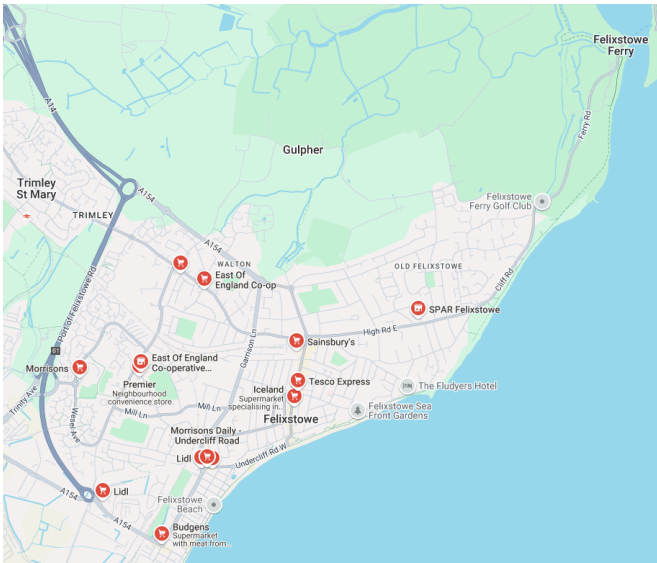 Felixstowe
Ferry
A14
Ferry Rd
Gulpher
Trimley
St Mary
A154
TRIMLEY
Felixstowe
Ferry Golf Club
A154
WALTON
East Of
England Co-op
OLD FELIXSTOWE
Cliff Rd
Port of Felixstowe Rd
SPAR Felixstowe
High Rd E
Garrison Ln
Sainsbury's
East Of England
Co-operative...
Morrisons
Premier
Neighbourhood
convenience store
Tesco Express
The Fludyers Hotel
Iceland
Supermarket
specialising in...
Trinity Ave
Wesel Ave
Mill Ln
Mill Ln
Felixstowe Sea
Front Gardens
Felixstowe
Morrisons Daily -
Undercliff Road
Lidl
Undercliff Rd W
Lidl
A154
Felixstowe
Beach
A154
Budgens
Supermarket
with meat from...